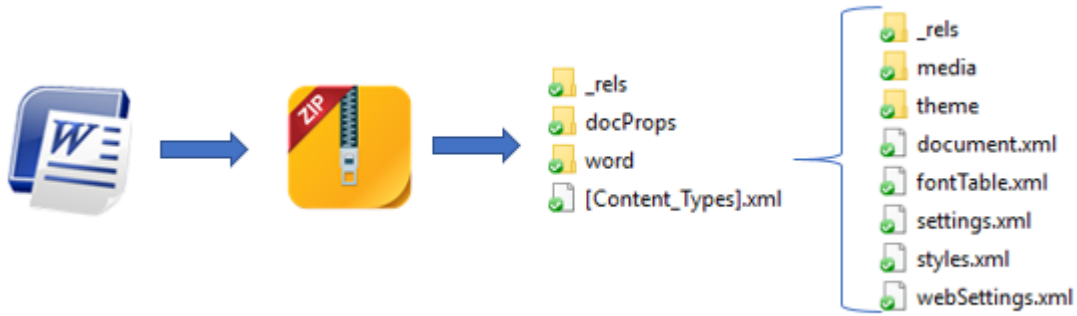 W
ZIP
_rels
docProps
word
[Content_Types].xml
_rels
media
theme
document.xml
fontTable.xml
settings.xml
styles.xml
webSettings.xml